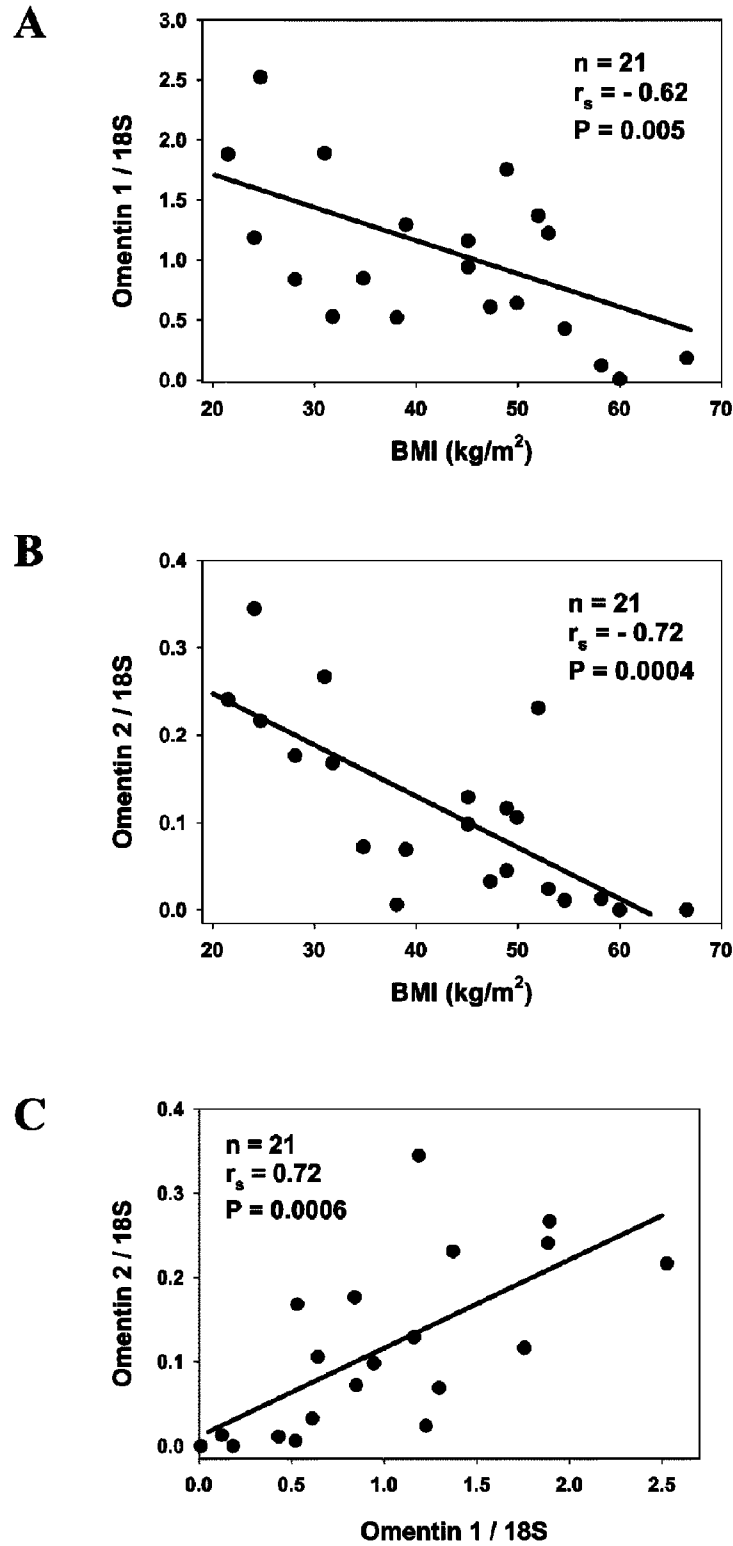 A
3.0
2.5
2.0
1.5
1.0
0.5
0.0
Omentin 1 / 18S
n = 21
rs = - 0.62
P = 0.005
20 30 40 50 60 70
BMI (kg/m2)
B
0.4
0.3
0.2
0.1
0.0
Omentin 2 / 18S
n = 21
rs = - 0.72
P = 0.0004
20 30 40 50 60 70
BMI (kg/m2)
C
0.4
0.3
0.2
0.1
0.0
Omentin 2 / 18S
n = 21
rs = 0.72
P = 0.0006
0.0 0.5 1.0 1.5 2.0 2.5
Omentin 1 / 18S